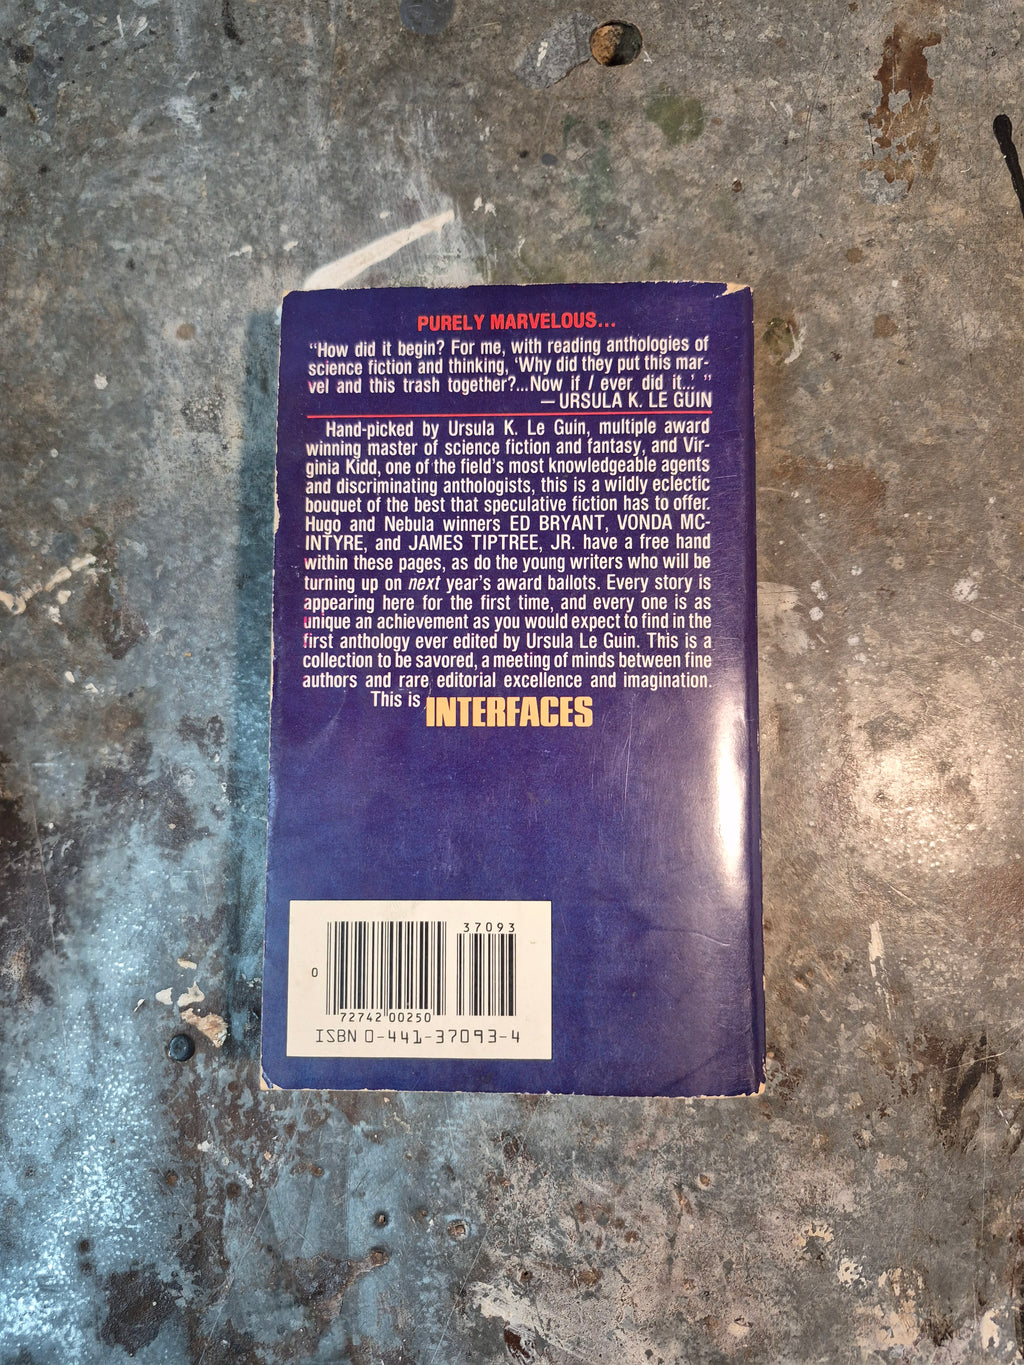 PURELY MARVELOUS...
"How did it begin? For me, with reading anthologies of
science fiction and thinking, 'Why did they put this mar-
vel and this trash together?...Now if I ever did it...' "
— URSULA K. LE GUIN
Hand-picked by Ursula K. Le Guin, multiple award
winning master of science fiction and fantasy, and Vir-
ginia Kidd, one of the field's most knowledgeable agents
and discriminating anthologists, this is a wildly eclectic
bouquet of the best that speculative fiction has to offer.
Hugo and Nebula winners ED BRYANT, VONDA MC-
INTYRE, and JAMES TIPTREE, JR. have a free hand
within these pages, as do the young writers who will be
turning up on next year's award ballots. Every story is
appearing here for the first time, and every one is as
unique an achievement as you would expect to find in the
first anthology ever edited by Ursula Le Guin. This is a
collection to be savored, a meeting of minds between fine
authors and rare editorial excellence and imagination.
This is INTERFACES
37093
0
72742 00250
ISBN 0-441-37093-4